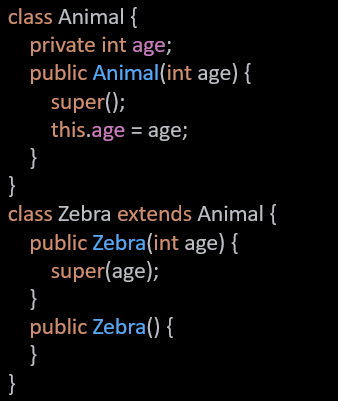 class Animal {
private int age;
public Animal(int age) {
super();
this.age = age;
}
}
class Zebra extends Animal {
public Zebra(int age) {
super(age);
}
public Zebra() {
}
}